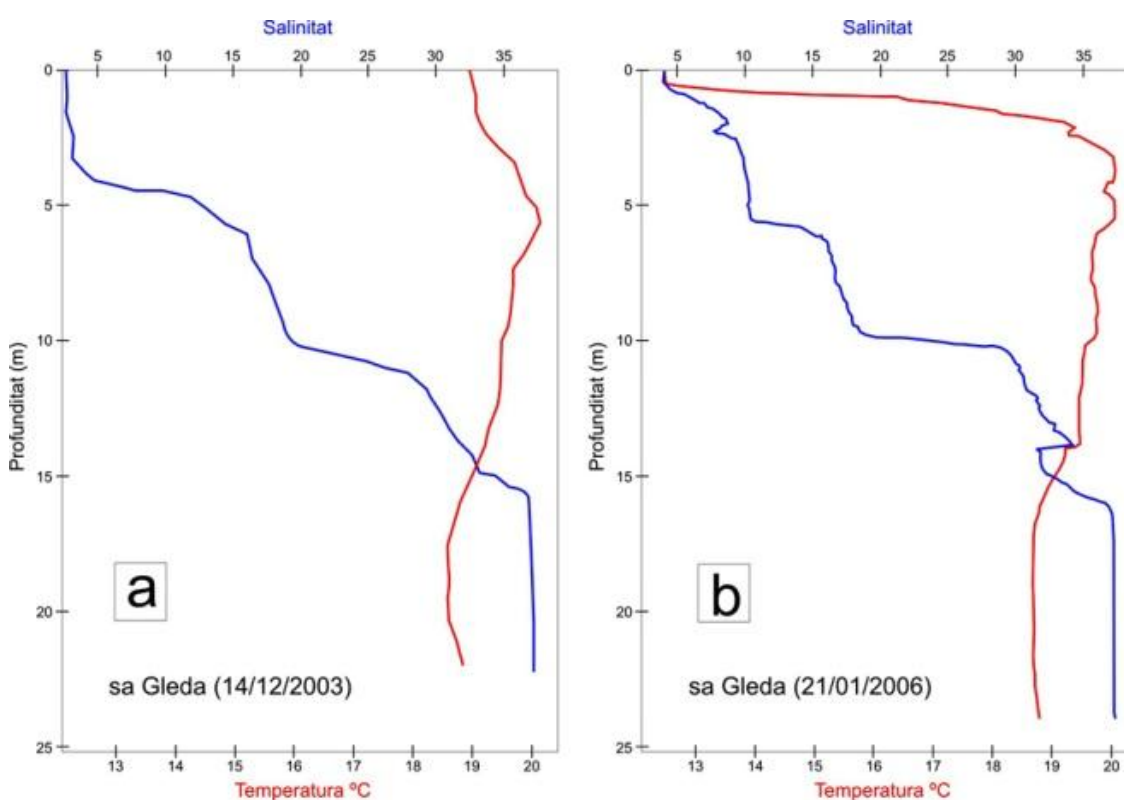 Salinitat
5 10 15 20 25 30 35
0
5
10
15
20
25
Profunditat (m)
a
sa Gleda (14/12/2003)
13 14 15 16 17 18 19 20
Temperatura ºC
Salinitat
5 10 15 20 25 30 35
0
5
10
15
20
25
Profunditat (m)
b
sa Gleda (21/01/2006)
13 14 15 16 17 18 19 20
Temperatura ºC